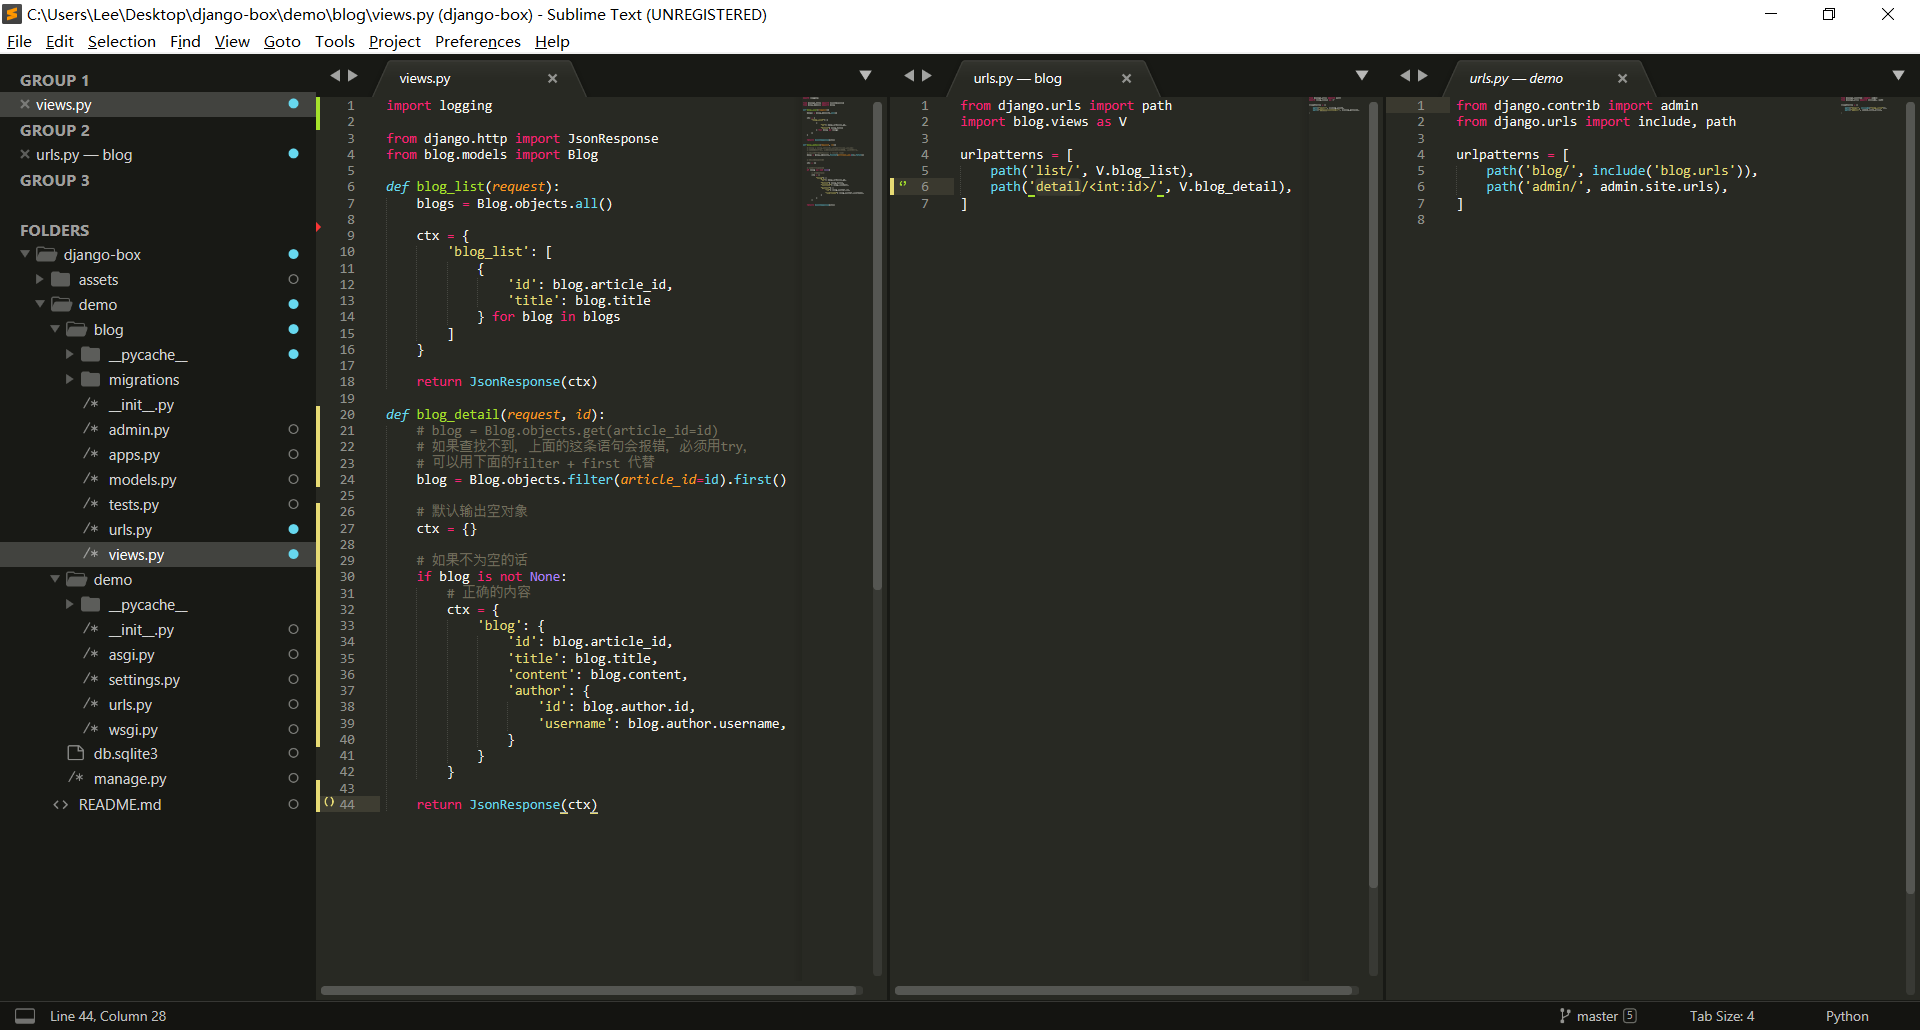 C:\Users\Lee\Desktop\django-box\demo\blog\views.py (django-box) - Sublime Text (UNREGISTERED)
File Edit Selection Find View Goto Tools Project Preferences Help
GROUP 1
views.py
GROUP 2
urls.py — blog
GROUP 3
FOLDERS
django-box
assets
demo
blog
__pycache__
migrations
/* __init__.py
/* admin.py
/* apps.py
/* models.py
/* tests.py
/* urls.py
/* views.py
demo
__pycache__
/* __init__.py
/* asgi.py
/* settings.py
/* urls.py
/* wsgi.py
db.sqlite3
/* manage.py
<> README.md
views.py
1 import logging
2
3 from django.http import JsonResponse
4 from blog.models import Blog
5
6 def blog_list(request):
7     blogs = Blog.objects.all()
8
9     ctx = {
10         'blog_list': [
11             {
12                 'id': blog.article_id,
13                 'title': blog.title
14             } for blog in blogs
15         ]
16     }
17
18     return JsonResponse(ctx)
19
20 def blog_detail(request, id):
21     # blog = Blog.objects.get(article_id=id)
22     # 如果查找不到，上面的这条语句会报错，必须用try，
23     # 可以用下面的filter + first 代替
24     blog = Blog.objects.filter(article_id=id).first()
25
26     # 默认输出空对象
27     ctx = {}
28
29     # 如果不为空的话
30     if blog is not None:
31         # 正确的内容
32         ctx = {
33             'blog': {
34                 'id': blog.article_id,
35                 'title': blog.title,
36                 'content': blog.content,
37                 'author': {
38                     'id': blog.author.id,
39                     'username': blog.author.username,
40                 }
41             }
42         }
43
44     return JsonResponse(ctx)
urls.py — blog
1 from django.urls import path
2 import blog.views as V
3
4 urlpatterns = [
5     path('list/', V.blog_list),
6     path('detail/<int:id>/', V.blog_detail),
7 ]
urls.py — demo
1 from django.contrib import admin
2 from django.urls import include, path
3
4 urlpatterns = [
5     path('blog/', include('blog.urls')),
6     path('admin/', admin.site.urls),
7 ]
8
Line 44, Column 28
master 5
Tab Size: 4
Python